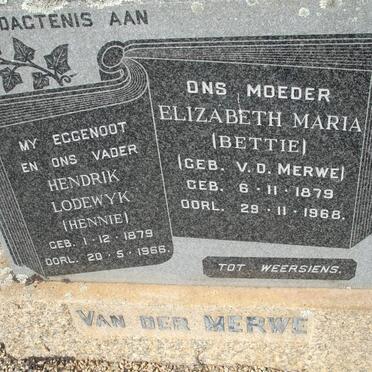 DACTENIS AAN
MY EGGENOOT
EN ONS VADER
HENDRIK
LODEWYK
(HENNIE)
GEB. 1·12·1879
OORL. 20·5·1966.
ONS MOEDER
ELIZABETH MARIA
(BETTIE)
(GEB. V.D. MERWE)
GEB. 6·11·1879
OORL. 29·11·1968.
TOT WEERSIENS.
VAN DER MERWE